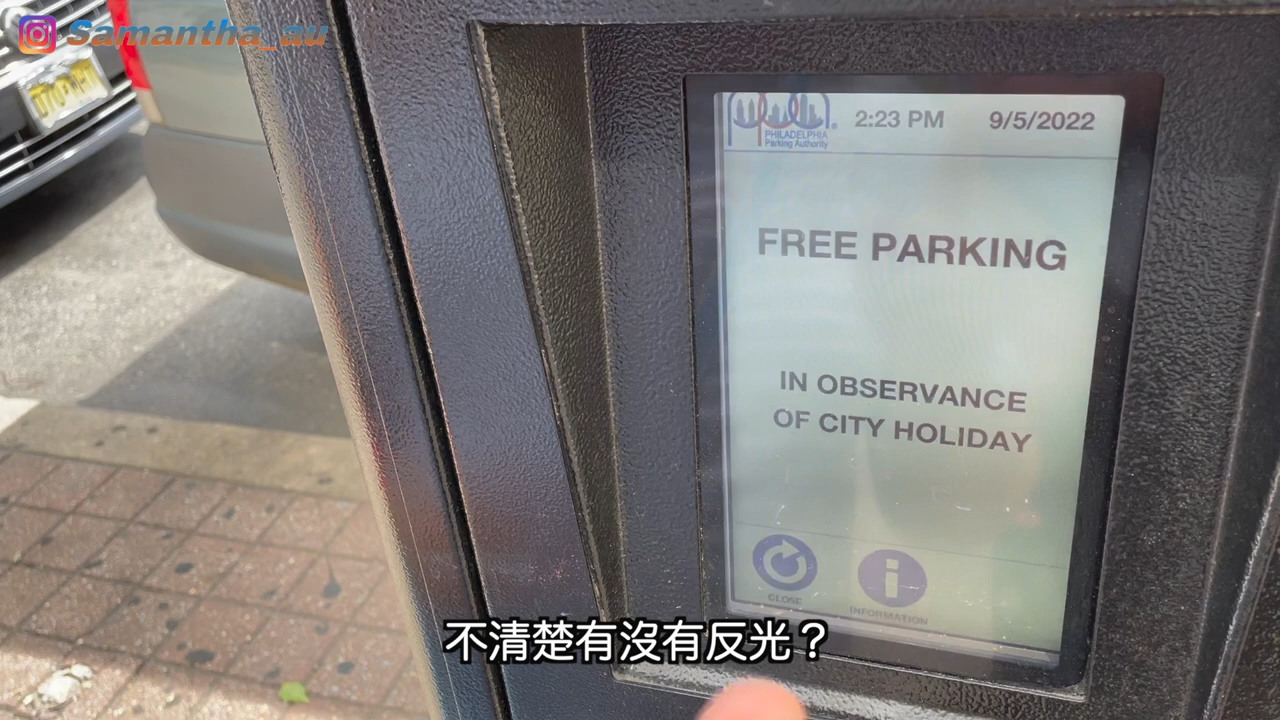 Samantha_au
PHILADELPHIA
Parking Authority
2:23 PM 9/5/2022
FREE PARKING
IN OBSERVANCE
OF CITY HOLIDAY
CLOSE
INFORMATION
不清楚有沒有反光？